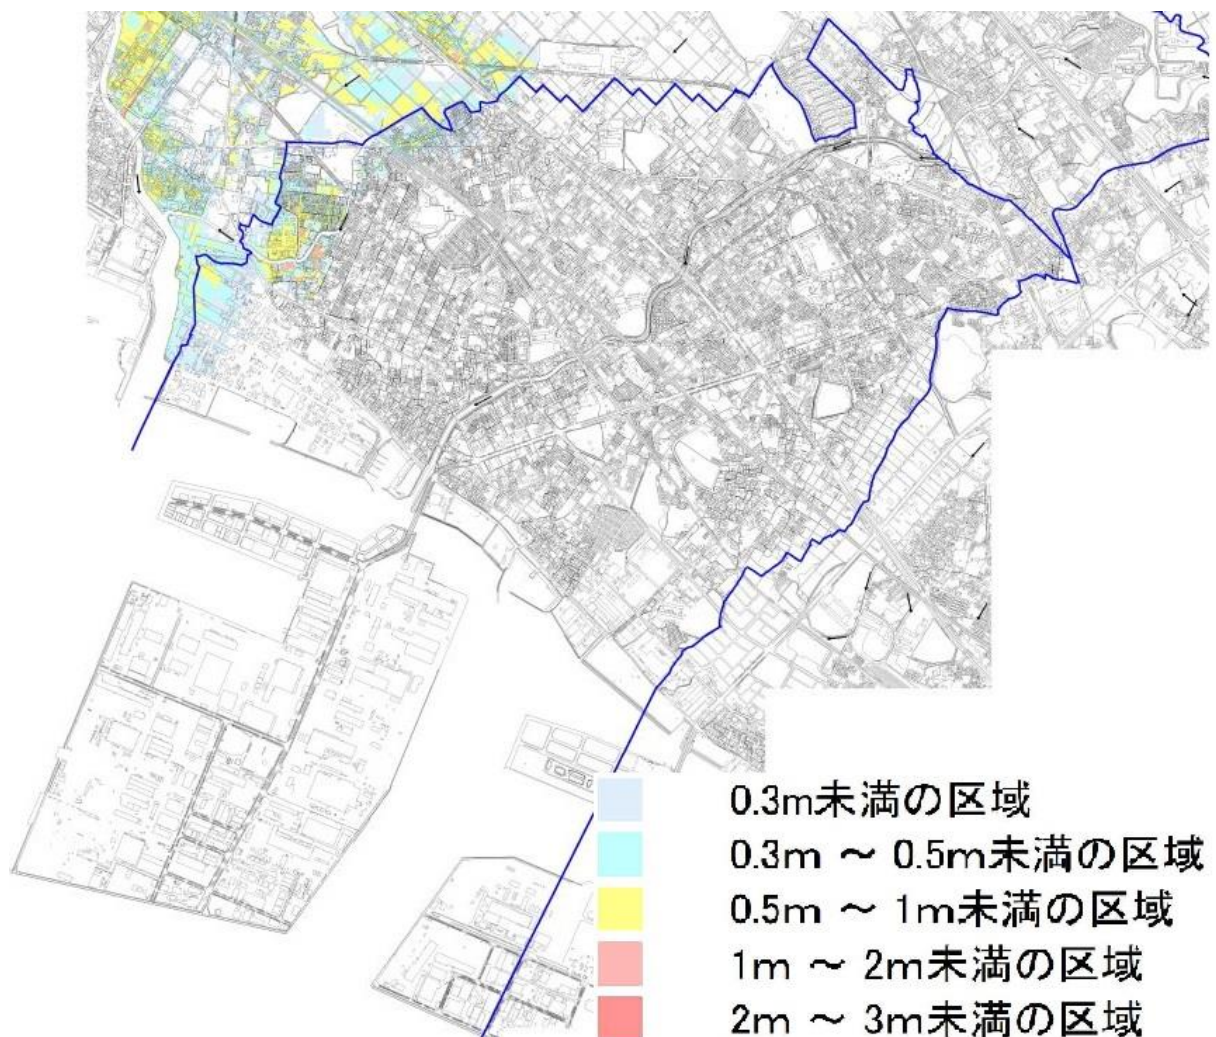 0.3m未満の区域
0.3m ～ 0.5m未満の区域
0.5m ～ 1m未満の区域
1m ～ 2m未満の区域
2m ～ 3m未満の区域